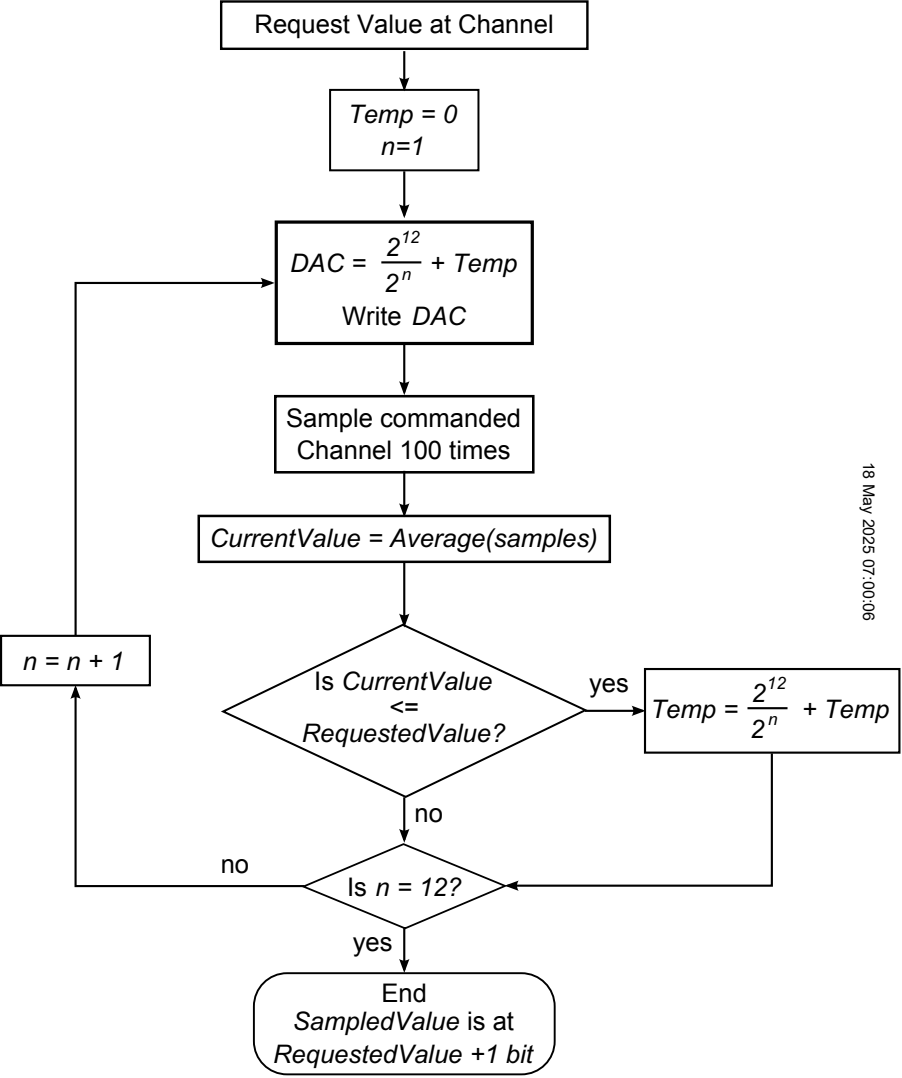 Request Value at Channel
Temp = 0
n=1
DAC = 2^12 / 2^n + Temp
Write DAC
Sample commanded
Channel 100 times
CurrentValue = Average(samples)
n = n + 1
Is CurrentValue
<=
RequestedValue?
yes
Temp = 2^12 / 2^n + Temp
no
no
Is n = 12?
yes
End
SampledValue is at
RequestedValue +1 bit
18 May 2025 07:00:06